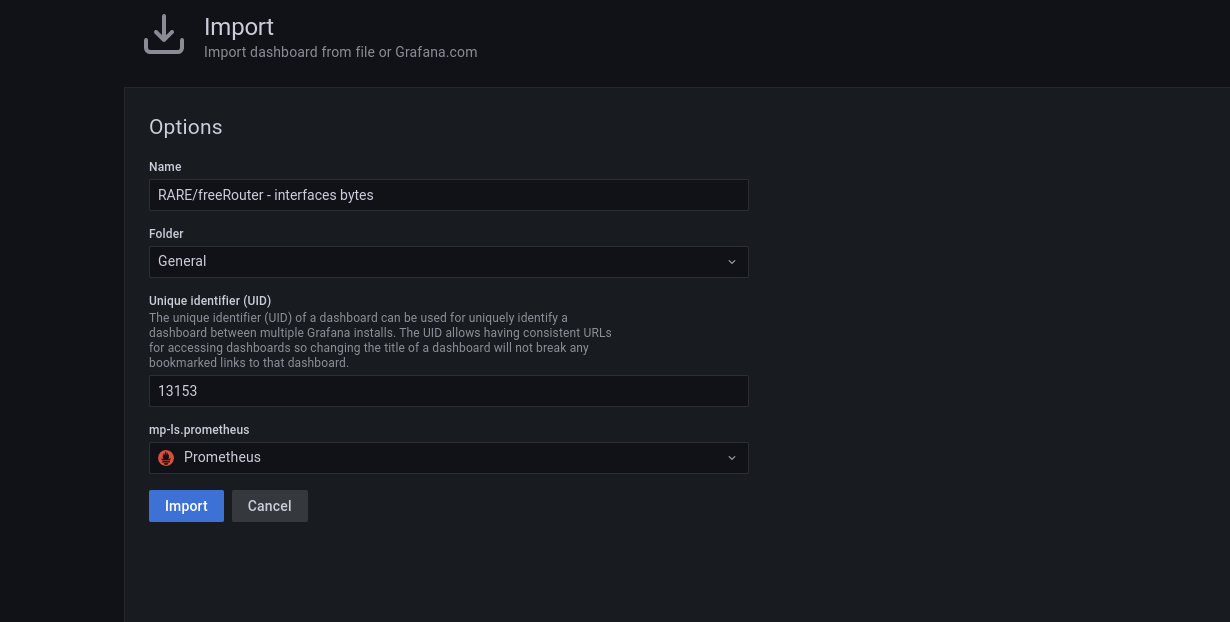 Import
Import dashboard from file or Grafana.com
Options
Name
RARE/freeRouter - interfaces bytes
Folder
General
Unique identifier (UID)
The unique identifier (UID) of a dashboard can be used for uniquely identify a
dashboard between multiple Grafana installs. The UID allows having consistent URLs
for accessing dashboards so changing the title of a dashboard will not break any
bookmarked links to that dashboard.
13153
mp-ls.prometheus
Prometheus
Import Cancel